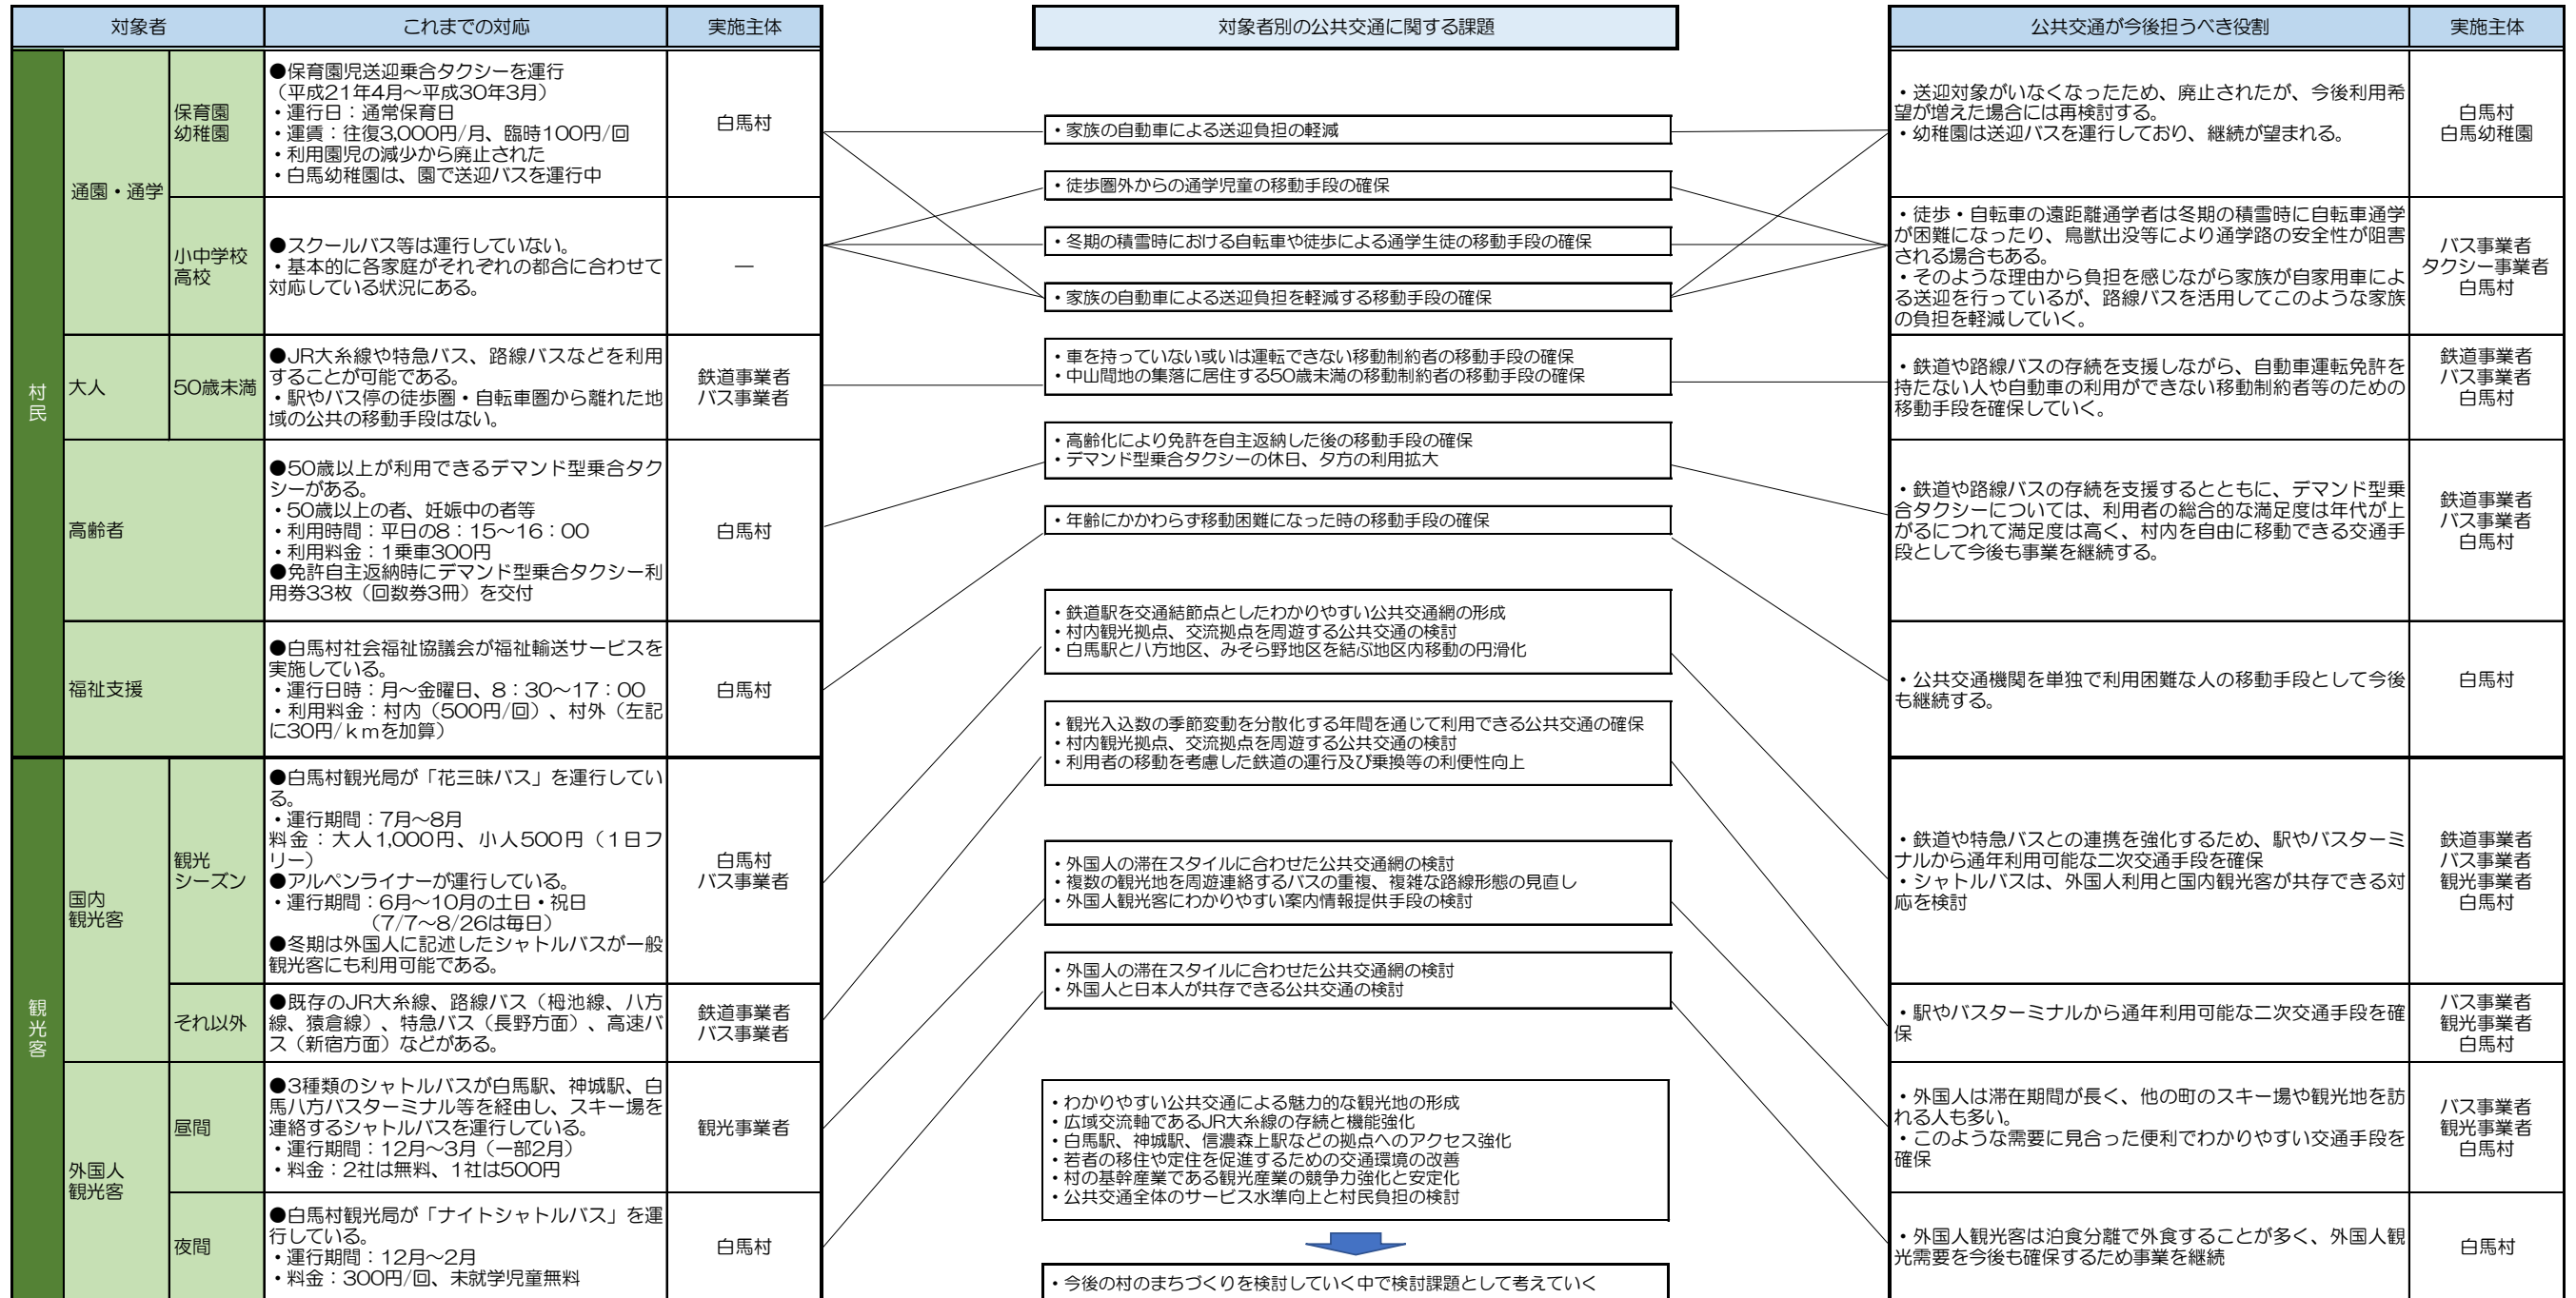 対象者
これまでの対応
実施主体
村民
通園・通学
保育園
幼稚園
●保育園児送迎乗合タクシーを運行
（平成21年4月～平成30年3月）
・運行日：通常保育日
・運賃：往復3,000円/月、臨時100円/回
・利用園児の減少から廃止された
・白馬幼稚園は、園で送迎バスを運行中
白馬村
小中学校
高校
●スクールバス等は運行していない。
・基本的に各家庭がそれぞれの都合に合わせて
対応している状況にある。
―
大人
50歳未満
●JR大糸線や特急バス、路線バスなどを利用
することが可能である。
・駅やバス停の徒歩圏・自転車圏から離れた地
域の公共の移動手段はない。
鉄道事業者
バス事業者
高齢者
●50歳以上が利用できるデマンド型乗合タク
シーがある。
・50歳以上の者、妊娠中の者等
・利用時間：平日の8：15～16：00
・利用料金：1乗車300円
●免許自主返納時にデマンド型乗合タクシー利
用券33枚（回数券3冊）を交付
白馬村
福祉支援
●白馬村社会福祉協議会が福祉輸送サービスを
実施している。
・運行日時：月～金曜日、8：30～17：00
・利用料金：村内（500円/回）、村外（左記
に30円/ｋｍを加算）
白馬村
観光客
国内
観光客
観光
シーズン
●白馬村観光局が「花三昧バス」を運行してい
る。
・運行期間：7月～8月
料金：大人1,000円、小人500円（1日フ
リー）
●アルペンライナーが運行している。
・運行期間：6月～10月の土日・祝日
（7/7～8/26は毎日）
●冬期は外国人に記述したシャトルバスが一般
観光客にも利用可能である。
白馬村
バス事業者
それ以外
●既存のJR大糸線、路線バス（栂池線、八方
線、猿倉線）、特急バス（長野方面）、高速バ
ス（新宿方面）などがある。
鉄道事業者
バス事業者
外国人
観光客
昼間
●3種類のシャトルバスが白馬駅、神城駅、白
馬八方バスターミナル等を経由し、スキー場を
連絡するシャトルバスを運行している。
・運行期間：12月～3月（一部2月）
・料金：2社は無料、1社は500円
観光事業者
夜間
●白馬村観光局が「ナイトシャトルバス」を運
行している。
・運行期間：12月～2月
・料金：300円/回、未就学児童無料
白馬村
対象者別の公共交通に関する課題
・家族の自動車による送迎負担の軽減
・徒歩圏外からの通学児童の移動手段の確保
・冬期の積雪時における自転車や徒歩による通学生徒の移動手段の確保
・家族の自動車による送迎負担を軽減する移動手段の確保
・車を持っていない或いは運転できない移動制約者の移動手段の確保
・中山間地の集落に居住する50歳未満の移動制約者の移動手段の確保
・高齢化により免許を自主返納した後の移動手段の確保
・デマンド型乗合タクシーの休日、夕方の利用拡大
・年齢にかかわらず移動困難になった時の移動手段の確保
・鉄道駅を交通結節点としたわかりやすい公共交通網の形成
・村内観光拠点、交流拠点を周遊する公共交通の検討
・白馬駅と八方地区、みそら野地区を結ぶ地区内移動の円滑化
・観光入込数の季節変動を分散化する年間を通じて利用できる公共交通の確保
・村内観光拠点、交流拠点を周遊する公共交通の検討
・利用者の移動を考慮した鉄道の運行及び乗換等の利便性向上
・外国人の滞在スタイルに合わせた公共交通網の検討
・複数の観光地を周遊連絡するバスの重複、複雑な路線形態の見直し
・外国人観光客にわかりやすい案内情報提供手段の検討
・外国人の滞在スタイルに合わせた公共交通網の検討
・外国人と日本人が共存できる公共交通の検討
・わかりやすい公共交通による魅力的な観光地の形成
・広域交流軸であるJR大糸線の存続と機能強化
・白馬駅、神城駅、信濃森上駅などの拠点へのアクセス強化
・若者の移住や定住を促進するための交通環境の改善
・村の基幹産業である観光産業の競争力強化と安定化
・公共交通全体のサービス水準向上と村民負担の検討
・今後の村のまちづくりを検討していく中で検討課題として考えていく
公共交通が今後担うべき役割
実施主体
・送迎対象がいなくなったため、廃止されたが、今後利用希
望が増えた場合には再検討する。
・幼稚園は送迎バスを運行しており、継続が望まれる。
白馬村
白馬幼稚園
・徒歩・自転車の遠距離通学者は冬期の積雪時に自転車通学
が困難になったり、鳥獣出没等により通学路の安全性が阻害
される場合もある。
・そのような理由から負担を感じながら家族が自家用車によ
る送迎を行っているが、路線バスを活用してこのような家族
の負担を軽減していく。
バス事業者
タクシー事業者
白馬村
・鉄道や路線バスの存続を支援しながら、自動車運転免許を
持たない人や自動車の利用ができない移動制約者等のための
移動手段を確保していく。
鉄道事業者
バス事業者
白馬村
・鉄道や路線バスの存続を支援するとともに、デマンド型乗
合タクシーについては、利用者の総合的な満足度は年代が上
がるにつれて満足度は高く、村内を自由に移動できる交通手
段として今後も事業を継続する。
鉄道事業者
バス事業者
白馬村
・公共交通機関を単独で利用困難な人の移動手段として今後
も継続する。
白馬村
・鉄道や特急バスとの連携を強化するため、駅やバスターミ
ナルから通年利用可能な二次交通手段を確保
・シャトルバスは、外国人利用と国内観光客が共存できる対
応を検討
鉄道事業者
バス事業者
観光事業者
白馬村
・駅やバスターミナルから通年利用可能な二次交通手段を確
保
バス事業者
観光事業者
白馬村
・外国人は滞在期間が長く、他の町のスキー場や観光地を訪
れる人も多い。
・このような需要に見合った便利でわかりやすい交通手段を
確保
バス事業者
観光事業者
白馬村
・外国人観光客は泊食分離で外食することが多く、外国人観
光需要を今後も確保するため事業を継続
白馬村